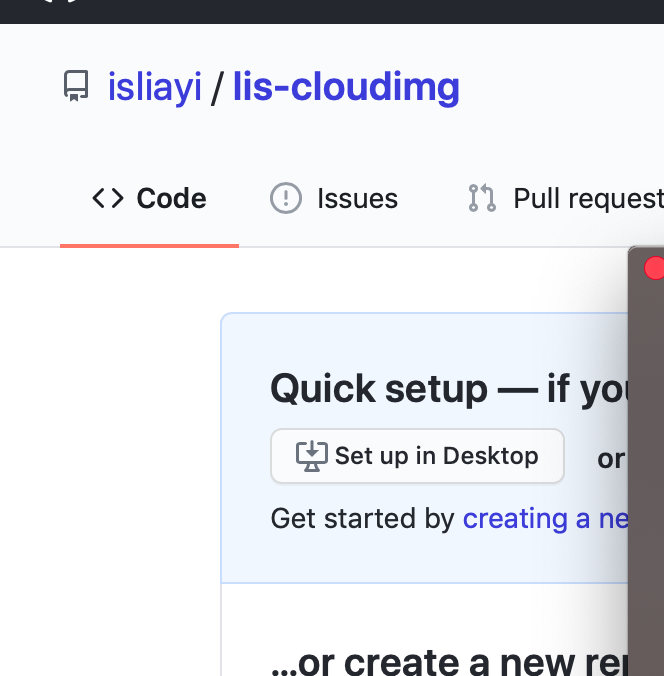 isliayi / lis-cloudimg
Code Issues Pull request
Quick setup — if you
Set up in Desktop or
Get started by creating a ne
...or create a new rep